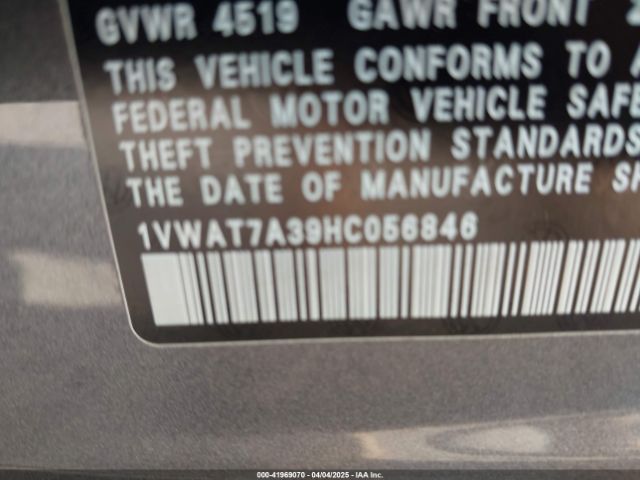 GVWR 4519 GAWR FRONT
THIS VEHICLE CONFORMS TO
FEDERAL MOTOR VEHICLE SAFE
THEFT PREVENTION STANDARDS
THE DATE OF MANUFACTURE SH
1VWAT7A39HC056846
000-41969070 - 04/04/2025 - IAA Inc.